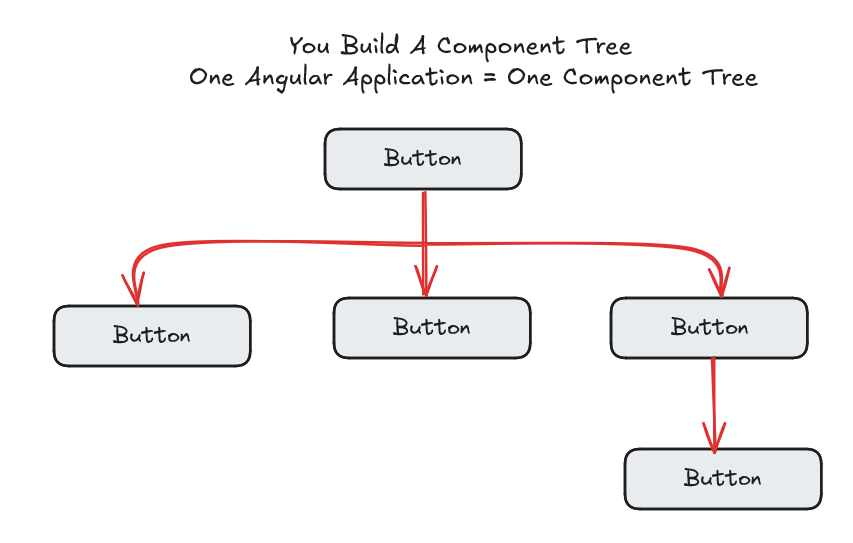 You Build A Component Tree
One Angular Application = One Component Tree
Button
Button
Button
Button
Button